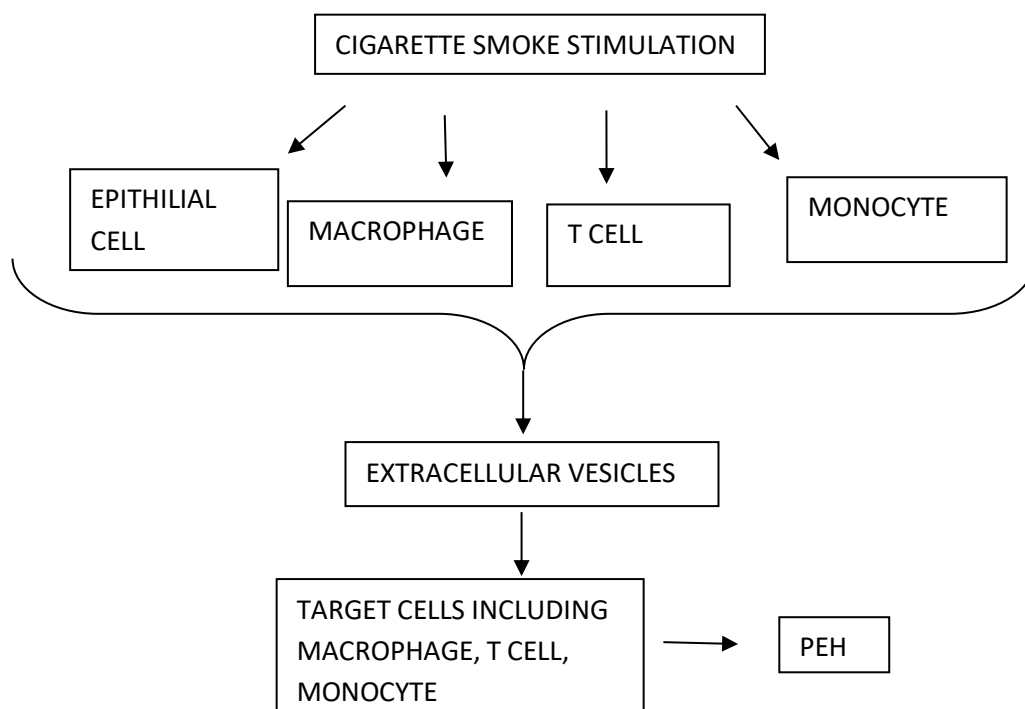 CIGARETTE SMOKE STIMULATION
EPITHILIAL
CELL
MACROPHAGE
T CELL
MONOCYTE
EXTRACELLULAR VESICLES
TARGET CELLS INCLUDING
MACROPHAGE, T CELL,
MONOCYTE
PEH